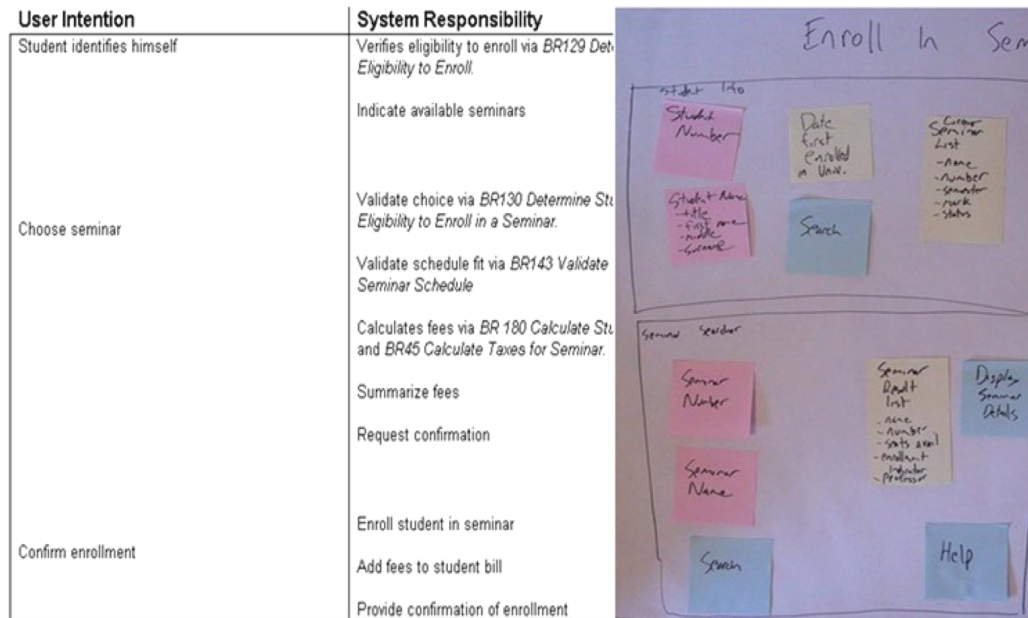 User Intention
System Responsibility
Student identifies himself
Verifies eligibility to enroll via BR129 Det
Eligibility to Enroll.
Indicate available seminars
Choose seminar
Validate choice via BR130 Determine Stu
Eligibility to Enroll in a Seminar.
Validate schedule fit via BR143 Validate
Seminar Schedule
Calculates fees via BR 180 Calculate Stu
and BR45 Calculate Taxes for Seminar.
Summarize fees
Request confirmation
Confirm enrollment
Enroll student in seminar
Add fees to student bill
Provide confirmation of enrollment
Enroll In Sem
Student Info
Student
Number
Date
first
enrolled
in Univ.
Seminar
List
-name
-number
-semester
-mark
-status
Student Name
-title
-first name
-middle
-surname
Search
Seminar
Seminar
Number
Seminar
Result
list
-name
-number
-seats avail
-enrollment
indicator
-professor
Display
Seminar
Details
Seminar
Name
Search
Help